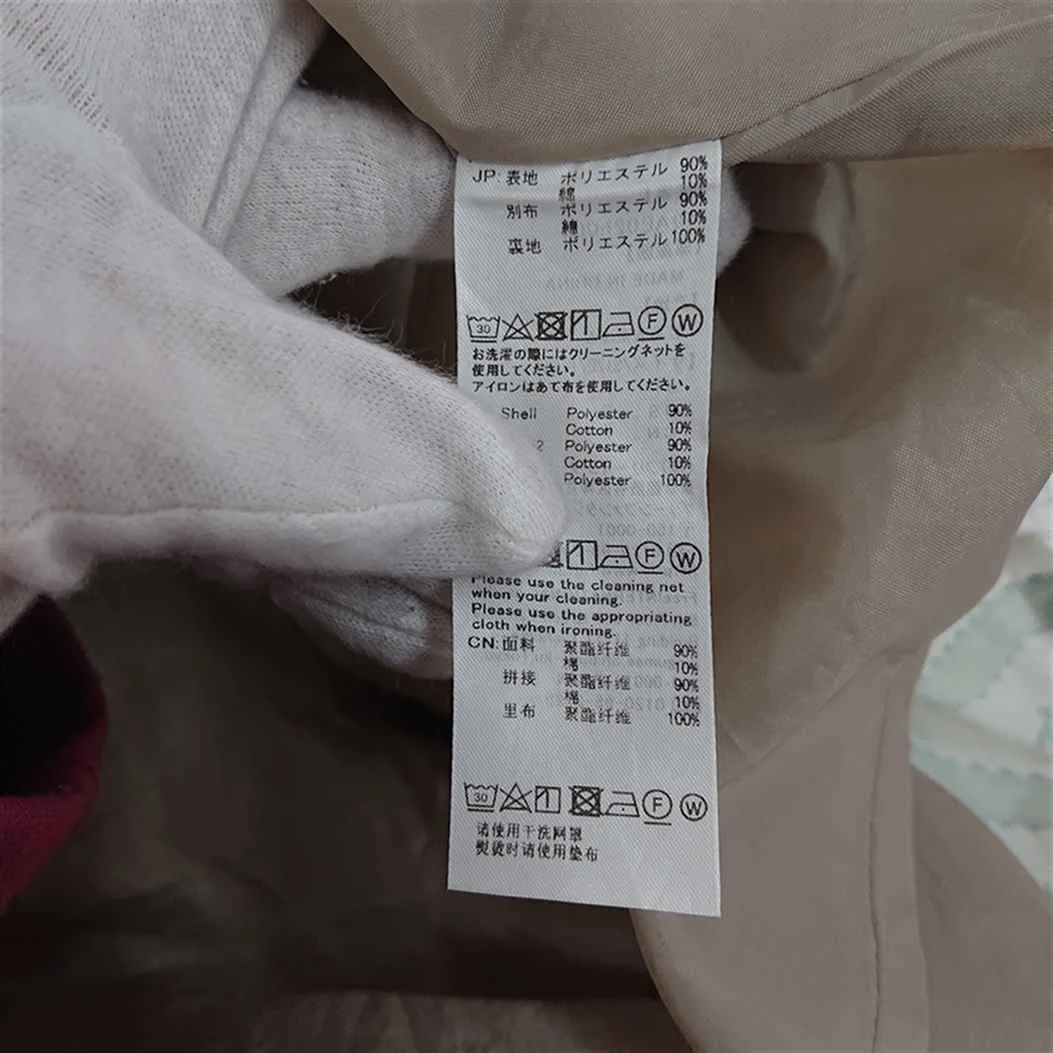 JP: 表地 ポリエステル 90%
綿 10%
別布 ポリエステル 90%
綿 10%
裏地 ポリエステル 100%
30 F W
お洗濯の際にはクリーニングネットを
使用してください。
アイロンはあて布を使用してください。
Shell Polyester 90%
Cotton 10%
2 Polyester 90%
Cotton 10%
Polyester 100%
F W
Please use the cleaning net
when your cleaning.
Please use the appropriating
cloth when ironing.
CN: 面料 聚酯纤维 90%
棉 10%
拼接 聚酯纤维 90%
棉 10%
里布 聚酯纤维 100%
30 F W
请使用干洗网罩
熨烫时请使用垫布